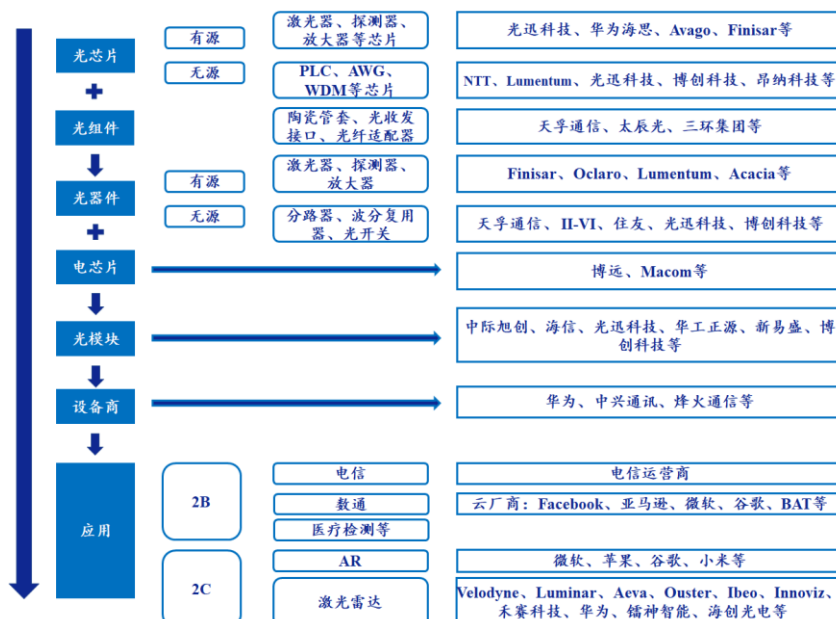 光芯片
有源
激光器、探测器、
放大器等芯片
光迅科技、华为海思、Avago、Finisar等
无源
PLC、AWG、
WDM等芯片
NTT、Lumentum、光迅科技、博创科技、昂纳科技等
光组件
陶瓷管套、光收发
接口、光纤适配器
天孚通信、太辰光、三环集团等
光器件
有源
激光器、探测器、
放大器
Finisar、Oclaro、Lumentum、Acacia等
无源
分路器、波分复用
器、光开关
天孚通信、II-VI、住友、光迅科技、博创科技等
电芯片
博远、Macom等
光模块
中际旭创、海信、光迅科技、华工正源、新易盛、博
创科技等
设备商
华为、中兴通讯、烽火通信等
应用
2B
电信
电信运营商
数通
云厂商：Facebook、亚马逊、微软、谷歌、BAT等
医疗检测等
2C
AR
微软、苹果、谷歌、小米等
激光雷达
Velodyne、Luminar、Aeva、Ouster、Ibeo、Innoviz、
禾赛科技、华为、镭神智能、海创光电等